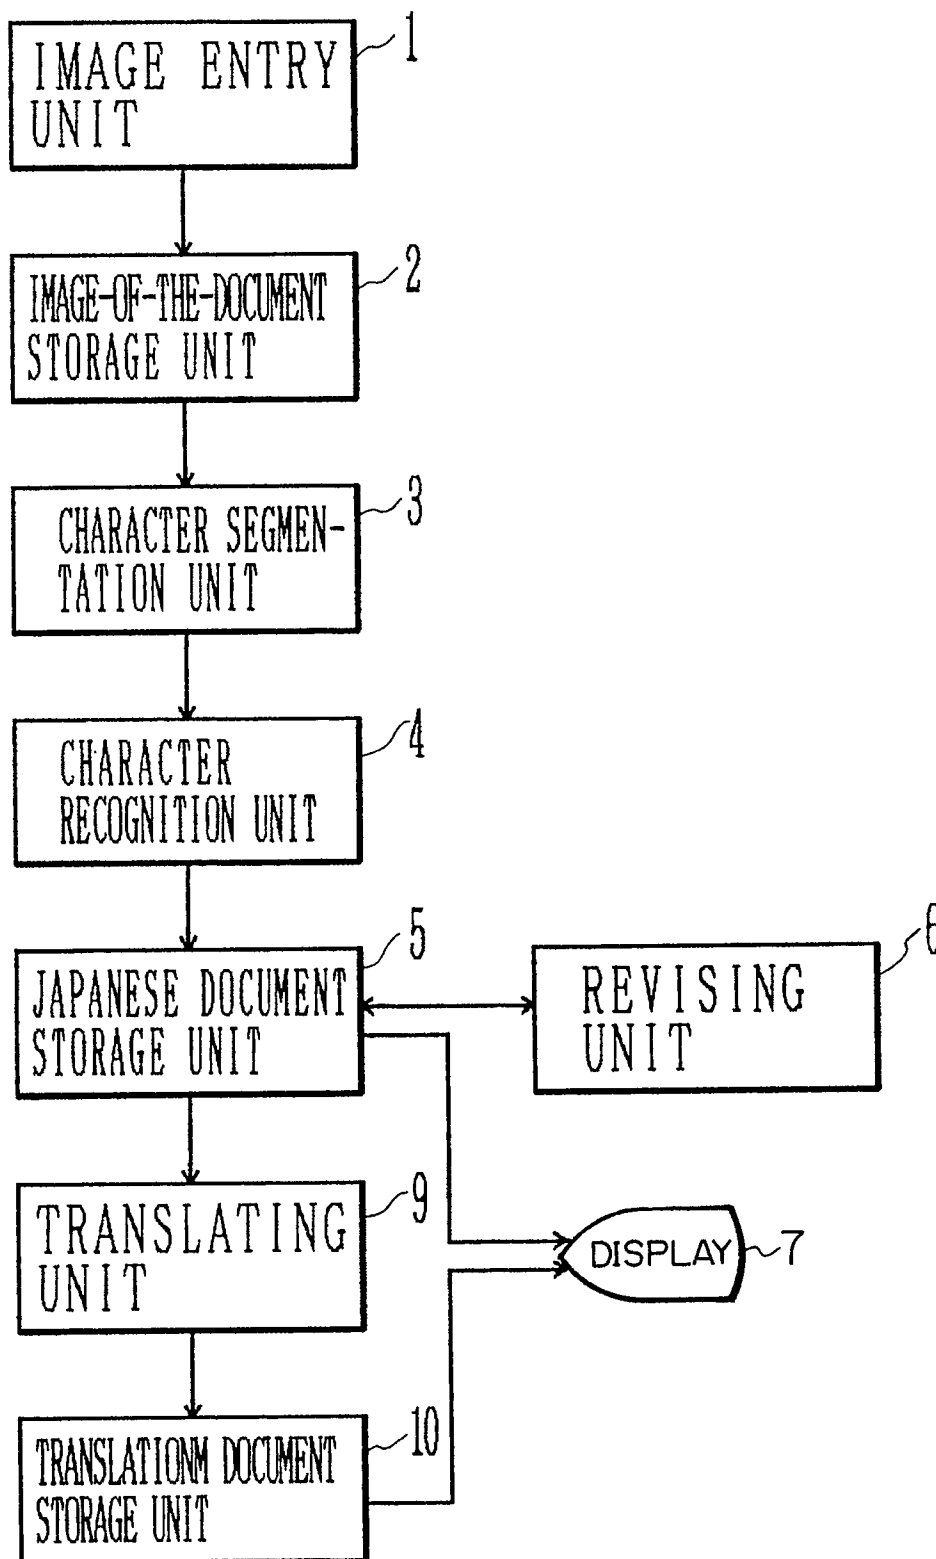 1
IMAGE ENTRY
UNIT
2
IMAGE-OF-THE-DOCUMENT
STORAGE UNIT
3
CHARACTER SEGMEN-
TATION UNIT
4
CHARACTER
RECOGNITION UNIT
5
JAPANESE DOCUMENT
STORAGE UNIT
6
REVISING
UNIT
9
TRANSLATING
UNIT
DISPLAY 7
10
TRANSLATIONM DOCUMENT
STORAGE UNIT